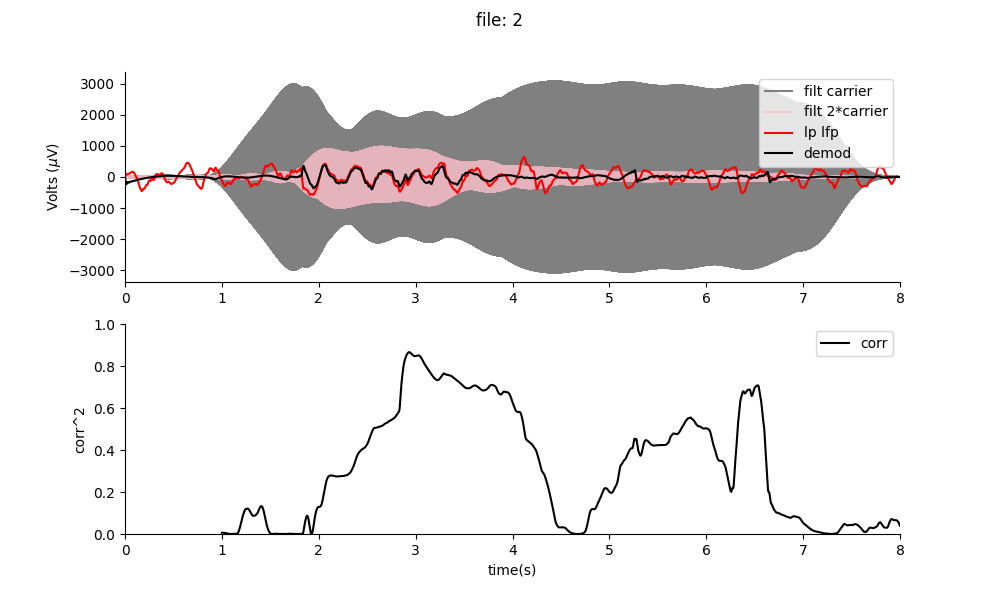 file: 2
3000
2000
1000
0
−1000
−2000
−3000
Volts (μV)
filt carrier
filt 2*carrier
lp lfp
demod
0 1 2 3 4 5 6 7 8
1.0
0.8
0.6
0.4
0.2
0.0
corr^2
corr
0 1 2 3 4 5 6 7 8
time(s)